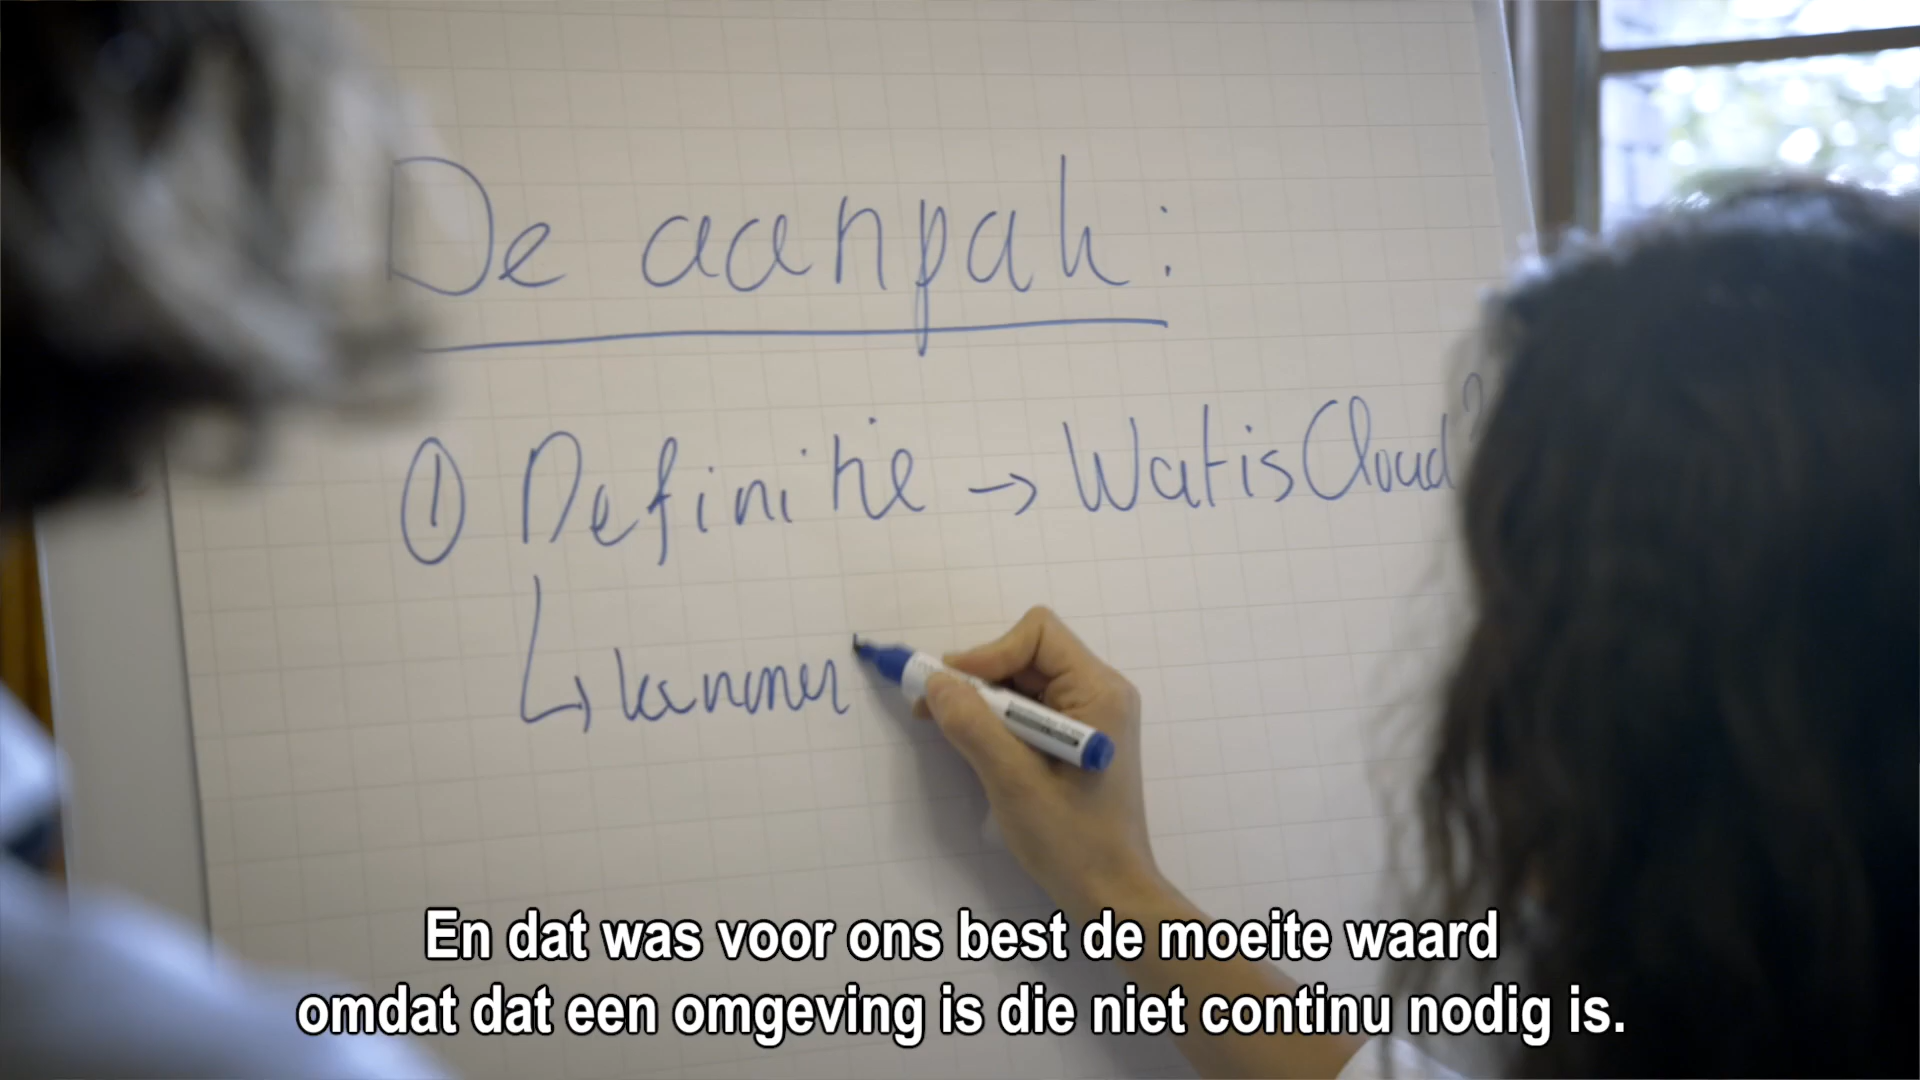 De aanpak:
① Definitie → Wat is Cloud?
↳ kenmer
En dat was voor ons best de moeite waard
omdat dat een omgeving is die niet continu nodig is.